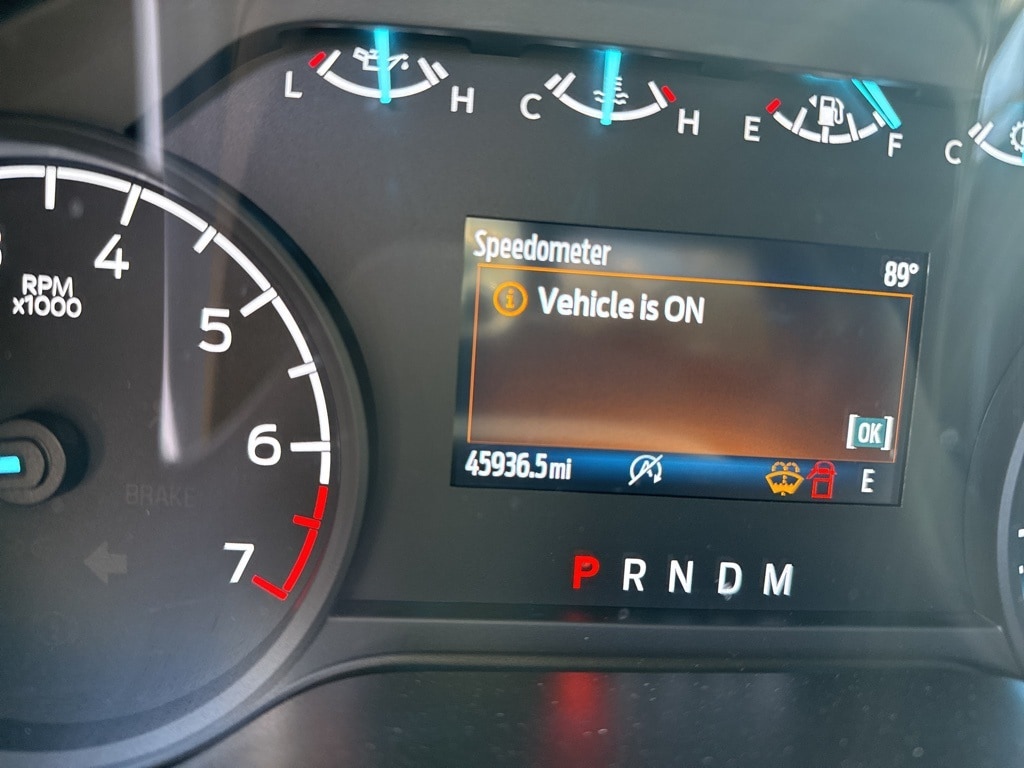 L H
C H
E F
C
4
RPM
x1000
5
6
7
BRAKE
Speedometer
89°
Vehicle is ON
OK
45936.5mi
E
P R N D M